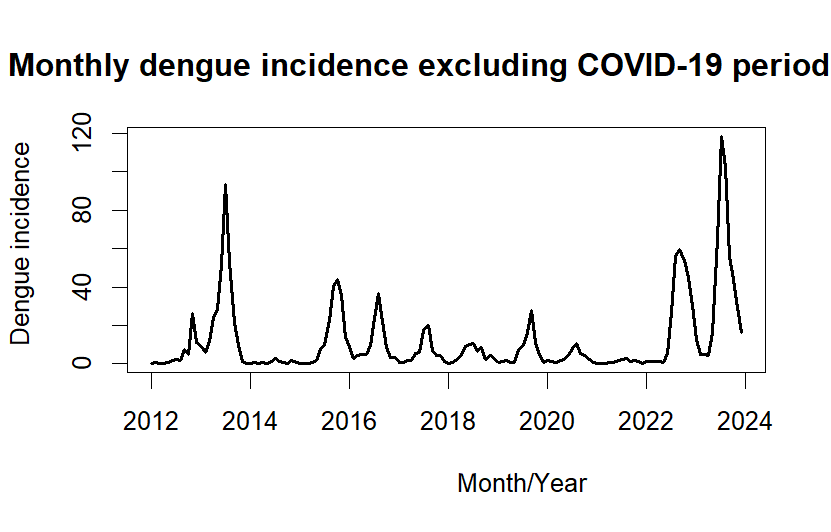 Monthly dengue incidence excluding COVID-19 period
Dengue incidence
120
80
40
0
2012 2014 2016 2018 2020 2022 2024
Month/Year